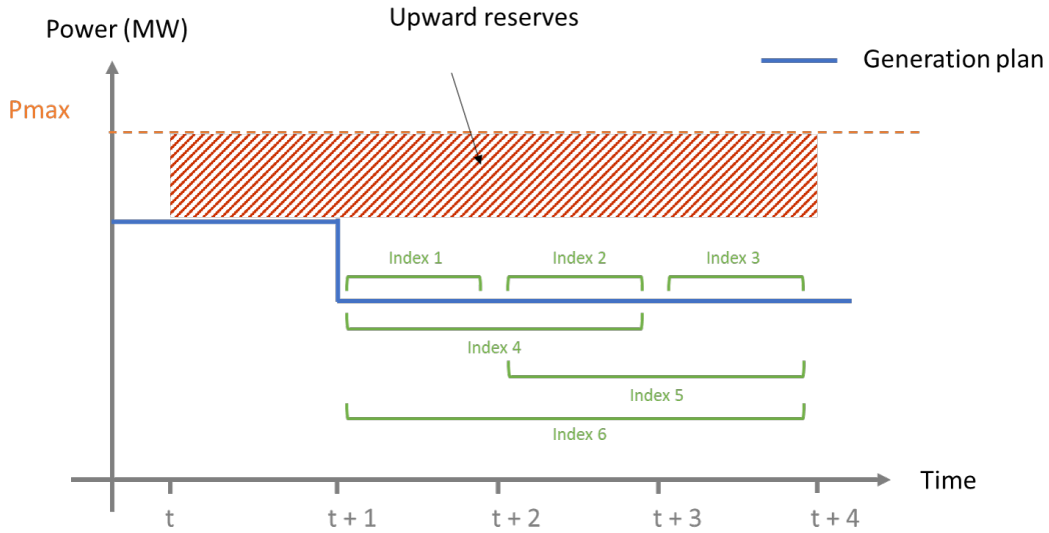 Upward reserves
Power (MW)
Generation plan
Pmax
Index 1
Index 2
Index 3
Index 4
Index 5
Index 6
Time
t
t + 1
t + 2
t + 3
t + 4